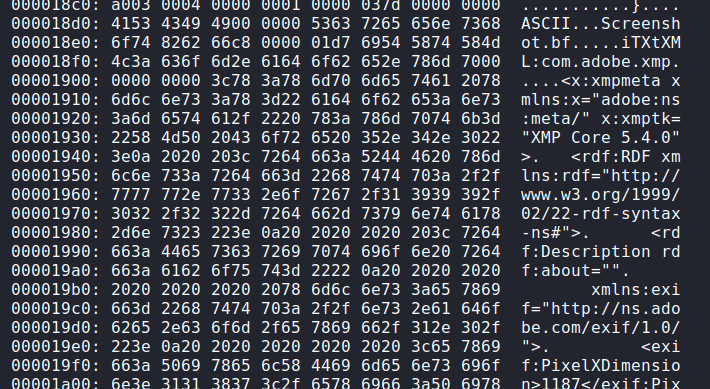 000018c0: a003 0004 0000 0001 0000 037d 0000 0000  ...........}....
000018d0: 4153 4349 4900 0000 5363 7265 656e 7368  ASCII...Screensh
000018e0: 6f74 8262 66c8 0000 01d7 6954 5874 584d  ot.bf.....iTXtXM
000018f0: 4c3a 636f 6d2e 6164 6f62 652e 786d 7000  L:com.adobe.xmp.
00001900: 0000 0000 3c78 3a78 6d70 6d65 7461 2078  ....<x:xmpmeta x
00001910: 6d6c 6e73 3a78 3d22 6164 6f62 653a 6e73  mlns:x="adobe:ns
00001920: 3a6d 6574 612f 2220 783a 786d 7074 6b3d  :meta/" x:xmptk=
00001930: 2258 4d50 2043 6f72 6520 352e 342e 3022  "XMP Core 5.4.0"
00001940: 3e0a 2020 203c 7264 663a 5244 4620 786d  >.   <rdf:RDF xm
00001950: 6c6e 733a 7264 663d 2268 7474 703a 2f2f  lns:rdf="http://
00001960: 7777 772e 7733 2e6f 7267 2f31 3939 392f  www.w3.org/1999/
00001970: 3032 2f32 322d 7264 662d 7379 6e74 6178  02/22-rdf-syntax
00001980: 2d6e 7323 223e 0a20 2020 2020 203c 7264  -ns#">.      <rd
00001990: 663a 4465 7363 7269 7074 696f 6e20 7264  f:Description rd
000019a0: 663a 6162 6f75 743d 2222 0a20 2020 2020  f:about="".
000019b0: 2020 2020 2020 2078 6d6c 6e73 3a65 7869         xmlns:exi
000019c0: 663d 2268 7474 703a 2f2f 6e73 2e61 646f  f="http://ns.ado
000019d0: 6265 2e63 6f6d 2f65 7869 662f 312e 302f  be.com/exif/1.0/
000019e0: 223e 0a20 2020 2020 2020 2020 3c65 7869  ">.         <exi
000019f0: 663a 5069 7865 6c58 4469 6d65 6e73 696f  f:PixelXDimensio
00001a00: 6e3e 3131 3837 3c2f 6578 6966 3a50 6978  n>1187</exif:Pix